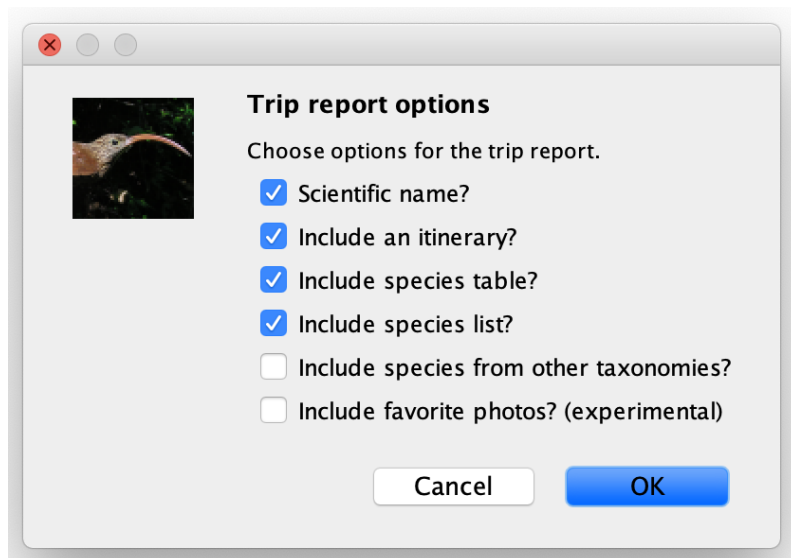 Trip report options
Choose options for the trip report.
Scientific name?
Include an itinerary?
Include species table?
Include species list?
Include species from other taxonomies?
Include favorite photos? (experimental)
Cancel
OK